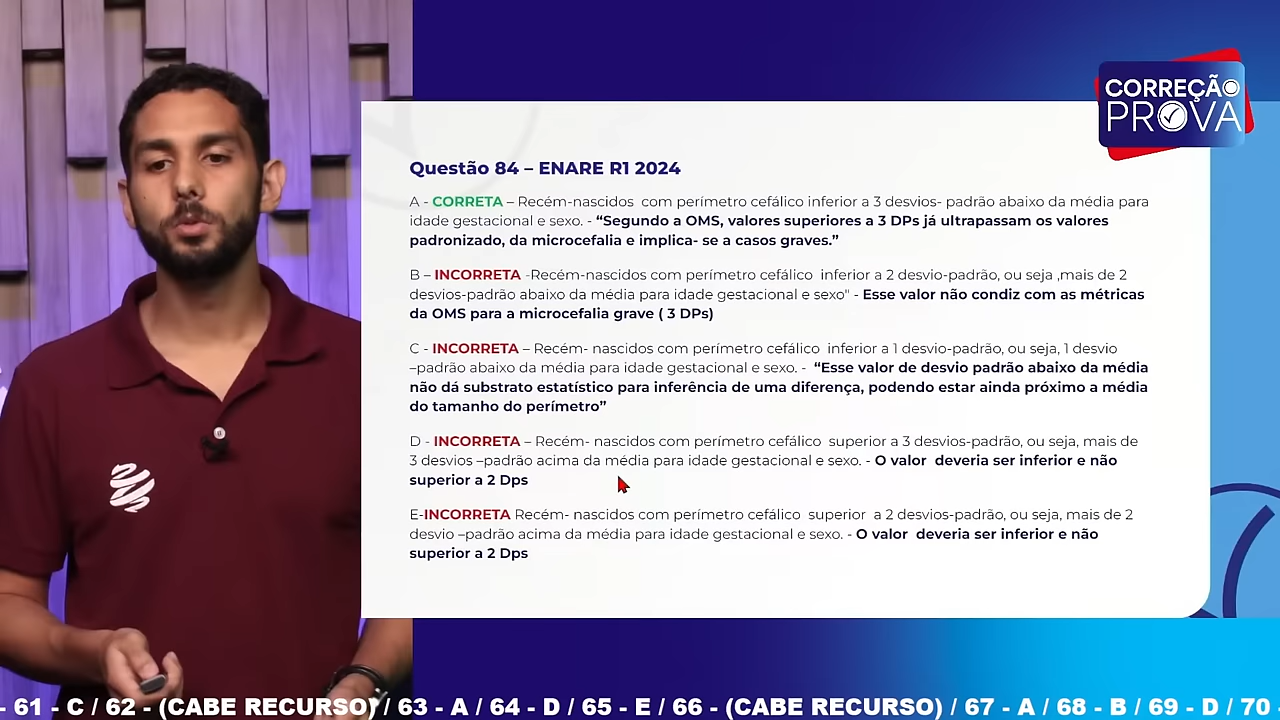 CORREÇÃO
PROVA
Questão 84 – ENARE R1 2024
A - CORRETA – Recém-nascidos com perímetro cefálico inferior a 3 desvios- padrão abaixo da média para
idade gestacional e sexo. - “Segundo a OMS, valores superiores a 3 DPs já ultrapassam os valores
padronizado, da microcefalia e implica- se a casos graves.”
B – INCORRETA -Recém-nascidos com perímetro cefálico inferior a 2 desvio-padrão, ou seja ,mais de 2
desvios-padrão abaixo da média para idade gestacional e sexo" - Esse valor não condiz com as métricas
da OMS para a microcefalia grave ( 3 DPs)
C - INCORRETA – Recém- nascidos com perímetro cefálico inferior a 1 desvio-padrão, ou seja, 1 desvio
–padrão abaixo da média para idade gestacional e sexo. - “Esse valor de desvio padrão abaixo da média
não dá substrato estatístico para inferência de uma diferença, podendo estar ainda próximo a média
do tamanho do perímetro”
D - INCORRETA – Recém- nascidos com perímetro cefálico superior a 3 desvios-padrão, ou seja, mais de
3 desvios –padrão acima da média para idade gestacional e sexo. - O valor deveria ser inferior e não
superior a 2 Dps
E-INCORRETA Recém- nascidos com perímetro cefálico superior a 2 desvios-padrão, ou seja, mais de 2
desvio –padrão acima da média para idade gestacional e sexo. - O valor deveria ser inferior e não
superior a 2 Dps
- 61 - C / 62 - (CABE RECURSO) / 63 - A / 64 - D / 65 - E / 66 - (CABE RECURSO) / 67 - A / 68 - B / 69 - D / 70 -